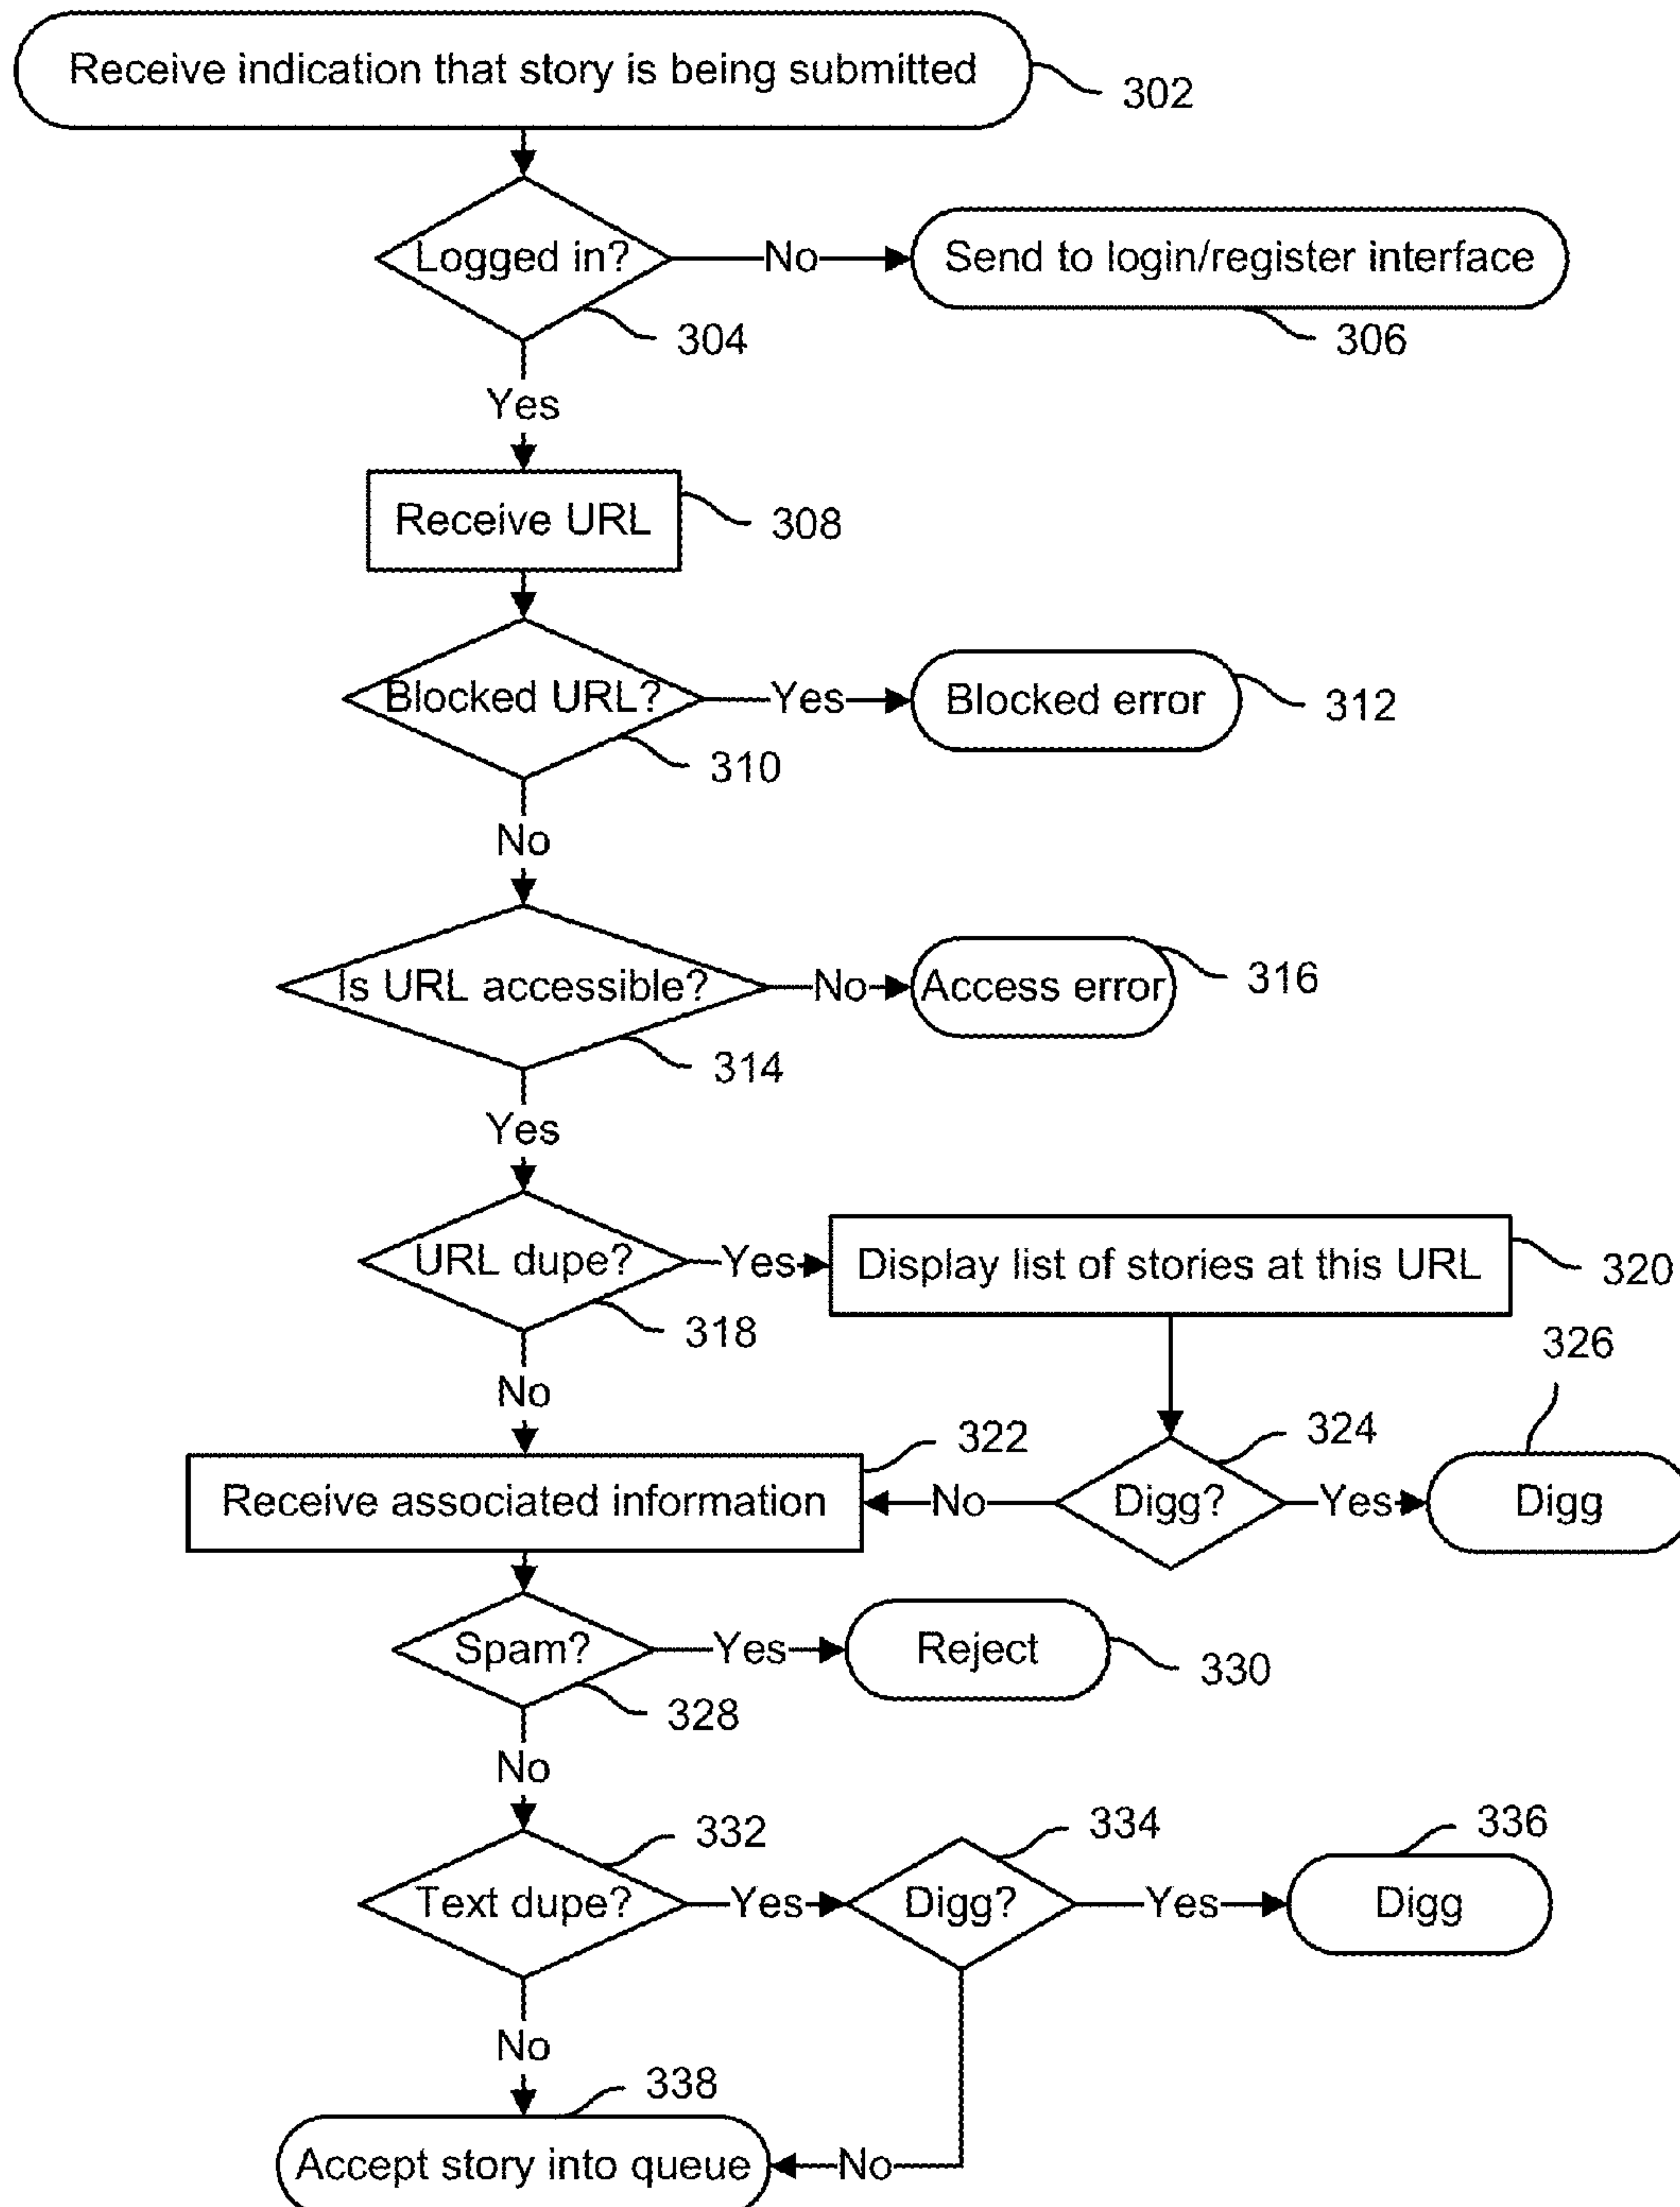 Receive indication that story is being submitted
302
Logged in?
No
Send to login/register interface
304
306
Yes
Receive URL
308
Blocked URL?
Yes
Blocked error
312
310
No
Is URL accessible?
No
Access error
316
314
Yes
URL dupe?
Yes
Display list of stories at this URL
320
318
326
No
322
324
Receive associated information
No
Digg?
Yes
Digg
Spam?
Yes
Reject
330
328
No
332
334
336
Text dupe?
Yes
Digg?
Yes
Digg
No
338
Accept story into queue
No